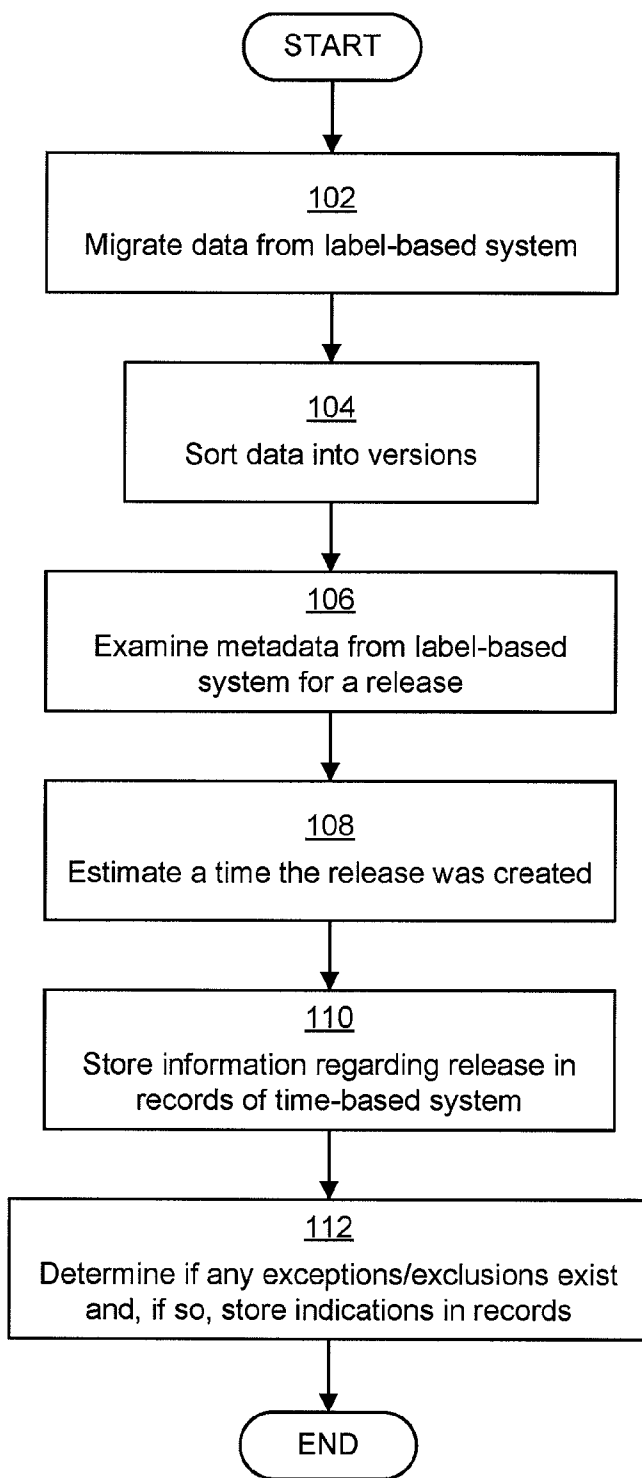 START
102
Migrate data from label-based system
104
Sort data into versions
106
Examine metadata from label-based
system for a release
108
Estimate a time the release was created
110
Store information regarding release in
records of time-based system
112
Determine if any exceptions/exclusions exist
and, if so, store indications in records
END